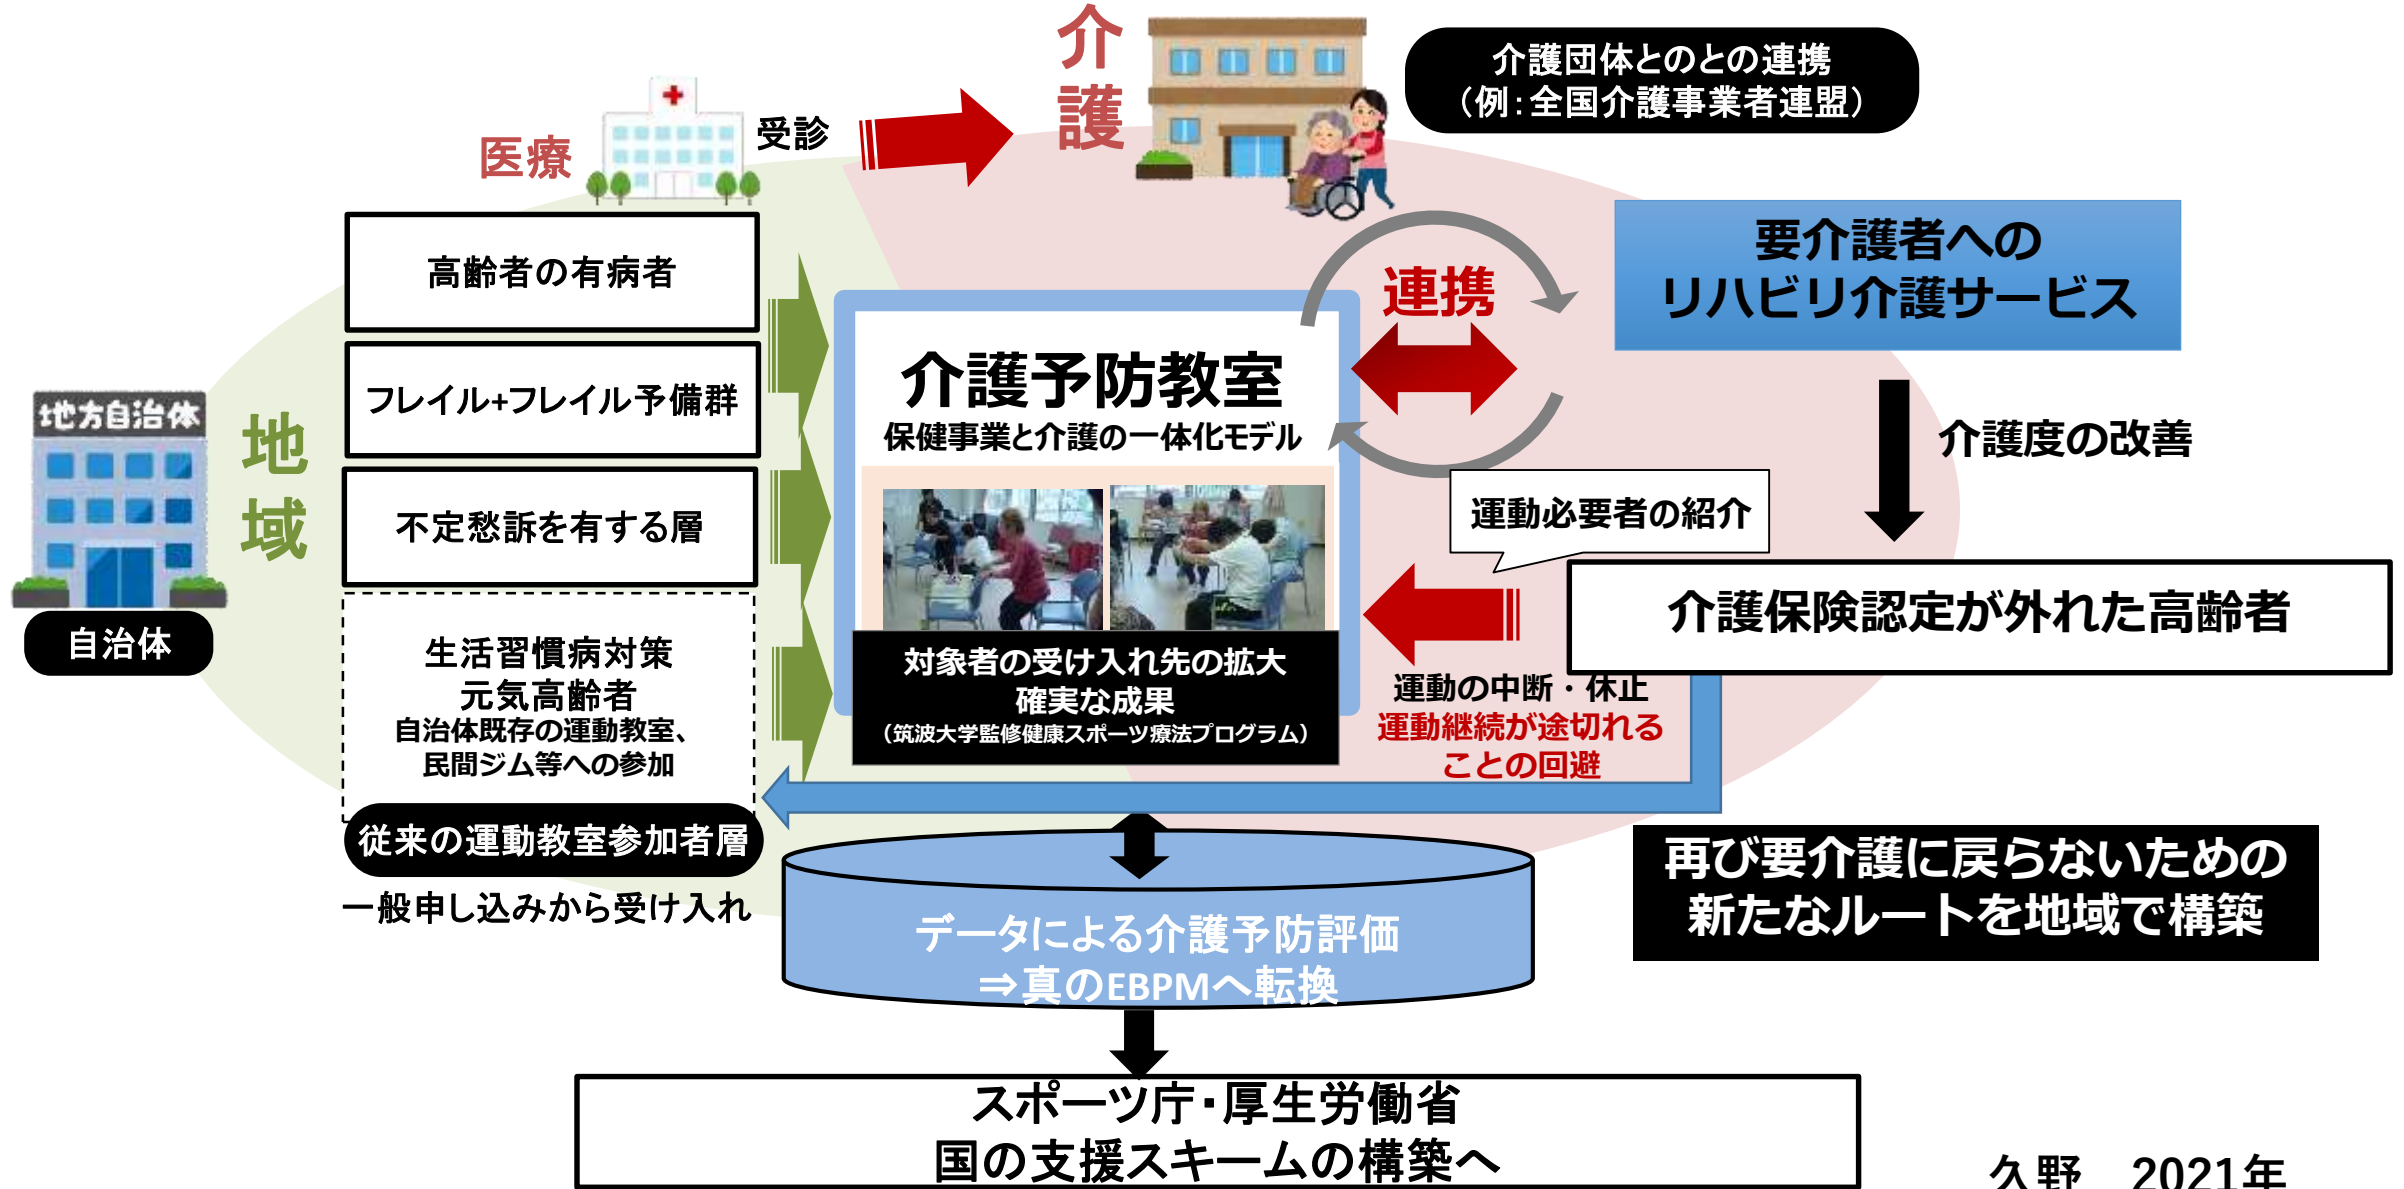 介護
介護団体とのとの連携
（例：全国介護事業者連盟）
医療
受診
高齢者の有病者
フレイル+フレイル予備群
不定愁訴を有する層
生活習慣病対策
元気高齢者
自治体既存の運動教室、
民間ジム等への参加
従来の運動教室参加者層
一般申し込みから受け入れ
地方自治体
地域
自治体
介護予防教室
保健事業と介護の一体化モデル
対象者の受け入れ先の拡大
確実な成果
（筑波大学監修健康スポーツ療法プログラム）
連携
要介護者への
リハビリ介護サービス
介護度の改善
運動必要者の紹介
介護保険認定が外れた高齢者
運動の中断・休止
運動継続が途切れる
ことの回避
再び要介護に戻らないための
新たなルートを地域で構築
データによる介護予防評価
⇒真のEBPMへ転換
スポーツ庁・厚生労働省
国の支援スキームの構築へ
久野　2021年